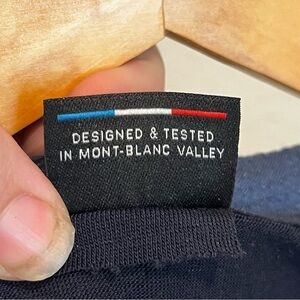 DESIGNED & TESTED
IN MONT-BLANC VALLEY